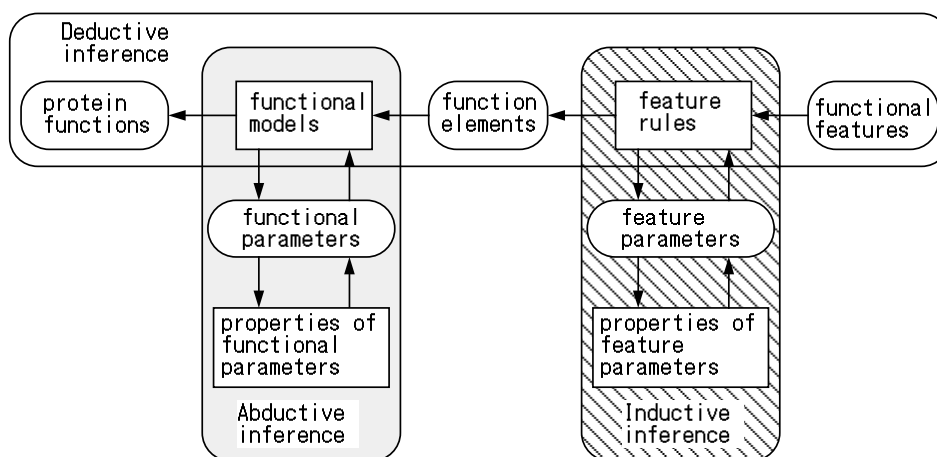 Deductive
inference
protein
functions
functional
models
function
elements
feature
rules
functional
features
functional
parameters
feature
parameters
properties of
functional
parameters
properties of
feature
parameters
Abductive
inference
Inductive
inference